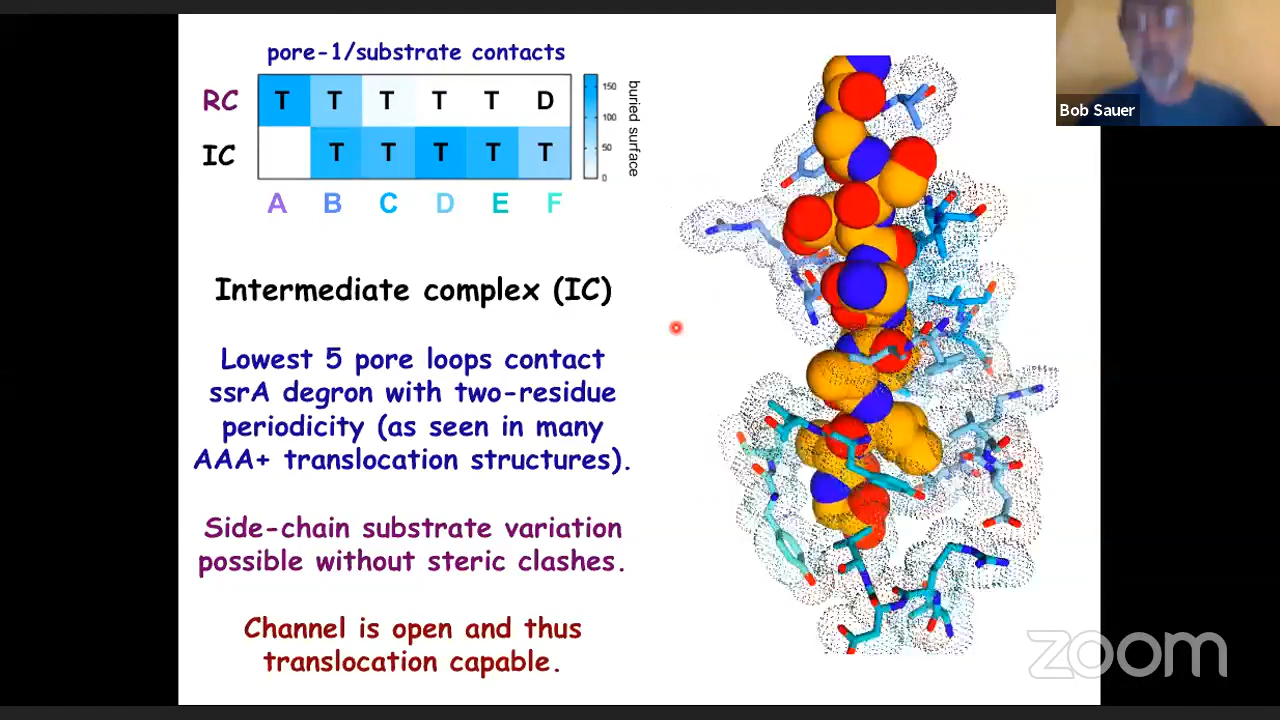 pore-1/substrate contacts
RC T T T T T D
IC T T T T T
A B C D E F
150
100
50
0
buried surface
Intermediate complex (IC)
Lowest 5 pore loops contact
ssrA degron with two-residue
periodicity (as seen in many
AAA+ translocation structures).
Side-chain substrate variation
possible without steric clashes.
Channel is open and thus
translocation capable.
Bob Sauer
zoom